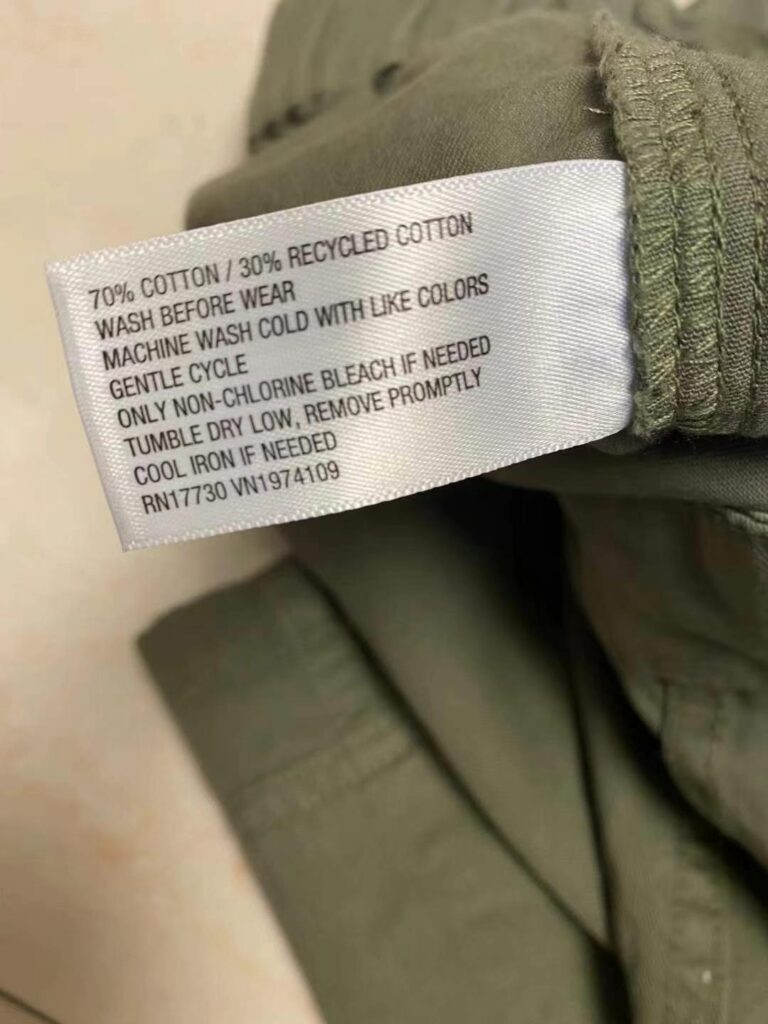 70% COTTON / 30% RECYCLED COTTON
WASH BEFORE WEAR
MACHINE WASH COLD WITH LIKE COLORS
GENTLE CYCLE
ONLY NON-CHLORINE BLEACH IF NEEDED
TUMBLE DRY LOW, REMOVE PROMPTLY
COOL IRON IF NEEDED
RN17730 VN1974109